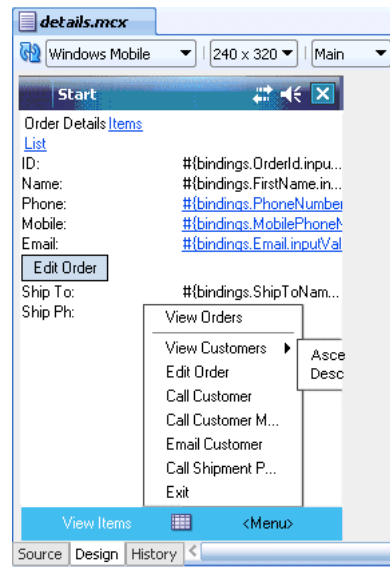 details.mcx
Windows Mobile 240 x 320 Main
Start
Order Details Items
List
ID: #{bindings.OrderId.inpu...
Name: #{bindings.FirstName.in...
Phone: #{bindings.PhoneNumber
Mobile: #{bindings.MobilePhoneN
Email: #{bindings.Email.inputVal
Edit Order
Ship To: #{bindings.ShipToNam...
Ship Ph:
View Orders
View Customers
Asce
Edit Order
Desc
Call Customer
Call Customer M...
Email Customer
Call Shipment P...
Exit
View Items <Menu>
Source Design History